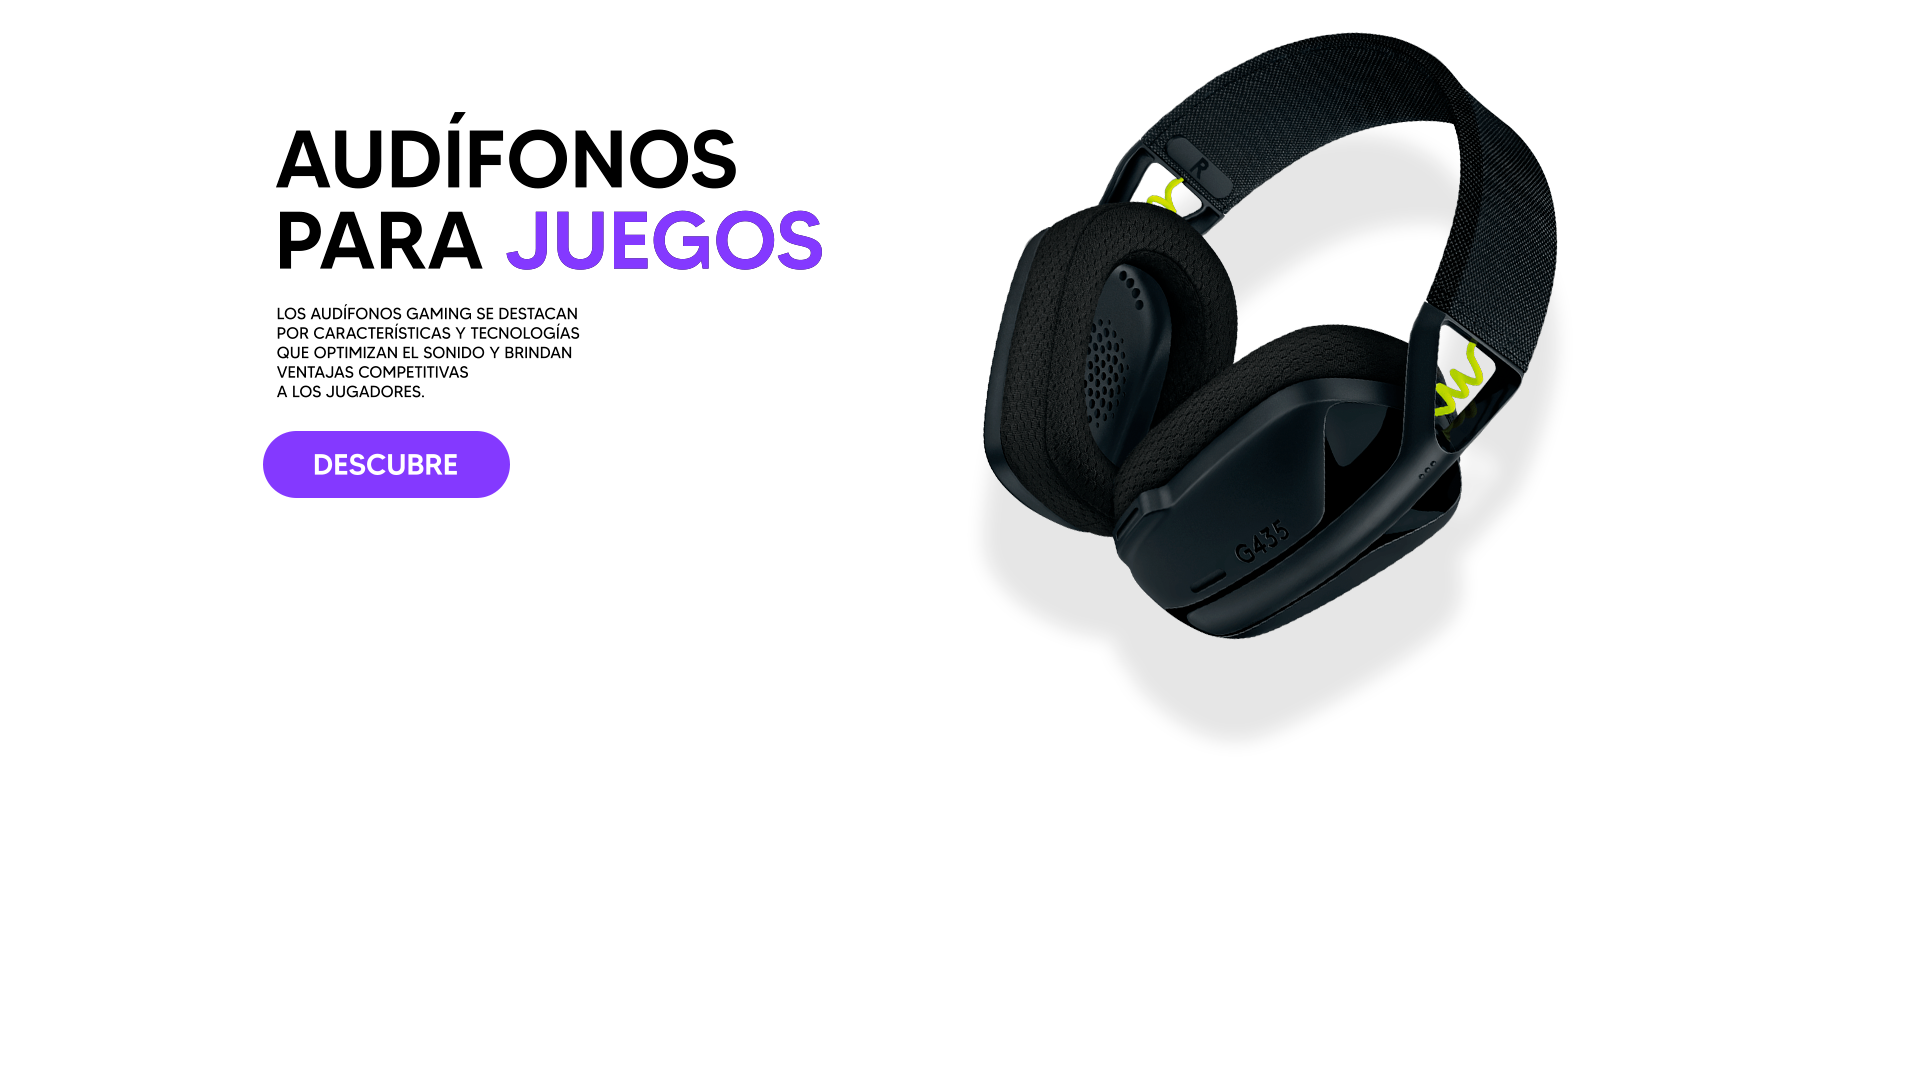 AUDÍFONOS
PARA JUEGOS
LOS AUDÍFONOS GAMING SE DESTACAN
POR CARACTERÍSTICAS Y TECNOLOGÍAS
QUE OPTIMIZAN EL SONIDO Y BRINDAN
VENTAJAS COMPETITIVAS
A LOS JUGADORES.
DESCUBRE
R
G435